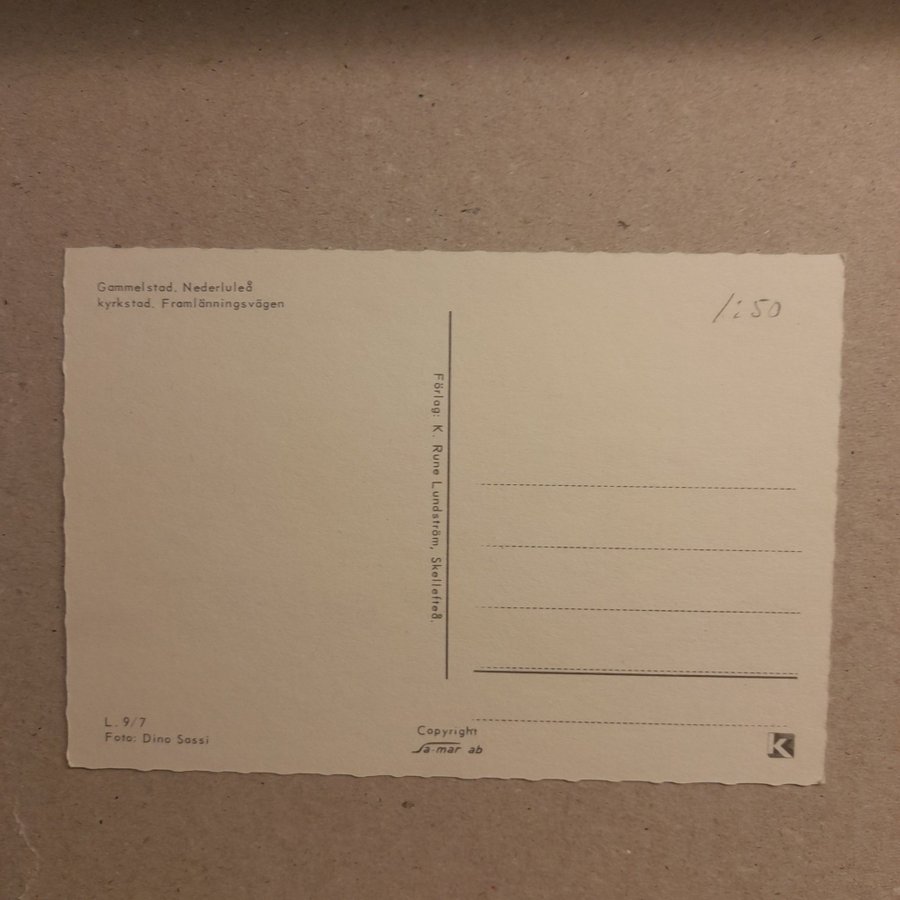 Gammelstad. Nederluleå
kyrkstad. Framlänningsvägen
1:50
Förlag: K. Rune Lundström, Skellefteå.
L. 9/7
Foto: Dino Sassi
Copyright
Sa-mar ab
K